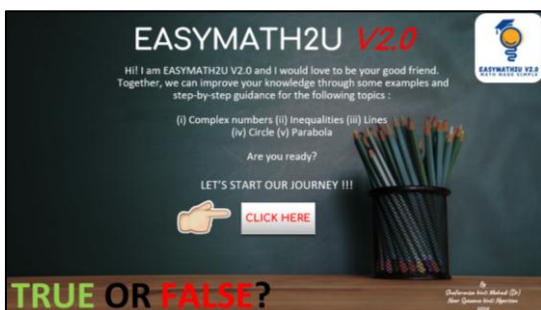 EASYMATH2U V2.0
EASYMATH2U V2.0
MATH MADE SIMPLE
Hi! I am EASYMATH2U V2.0 and I would love to be your good friend.
Together, we can improve your knowledge through some examples and
step-by-step guidance for the following topics :
(i) Complex numbers (ii) Inequalities (iii) Lines
(iv) Circle (v) Parabola
Are you ready?
LET'S START OUR JOURNEY !!!
CLICK HERE
TRUE OR FALSE?
By